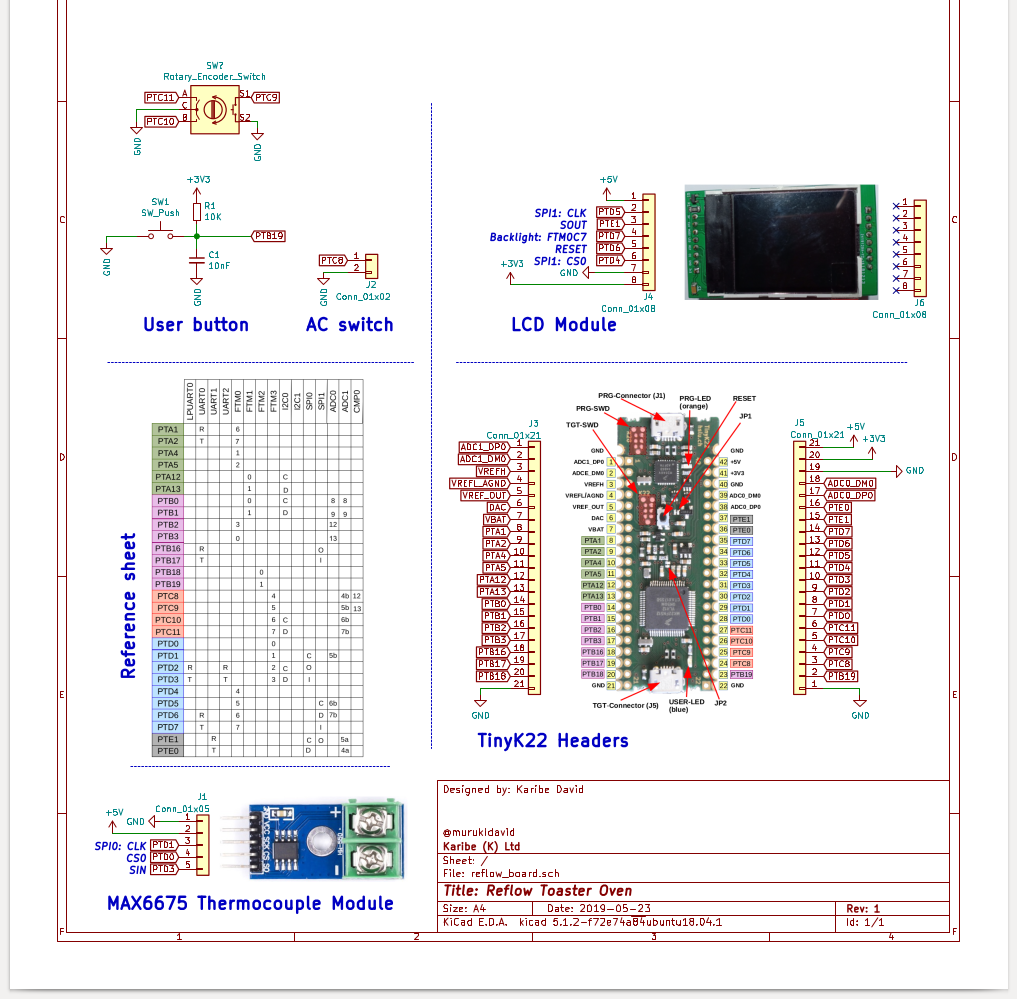 SW?
Rotary_Encoder_Switch
PTC11
A
S1
PTC9
C
PTC10
B
S2
GND
GND
+3V3
SW1
SW_Push
R1
10K
PTB19
C1
10nF
GND
GND
PTC8
1
2
GND
J2
Conn_01x02
User button
AC switch
+5V
SPI1: CLK
PTD5
SOUT
PTE1
Backlight: FTM0C7
PTD7
RESET
PTD6
SPI1: CS0
PTD4
+3V3
GND
1
2
3
4
5
6
7
8
J4
Conn_01x08
1
2
3
4
5
6
7
8
J6
Conn_01x08
LCD Module
Reference sheet
LPUART0 UART0 UART1 UART2 FTM0 FTM1 FTM2 FTM3 I2C0 I2C1 SPI0 SPI1 ADC0 ADC1 CMP0
PTA1 R 6
PTA2 T 7
PTA4 1
PTA5 2
PTA12 0 C
PTA13 1 D
PTB0 0 C 8 8
PTB1 1 D 9 9
PTB2 3 12
PTB3 0 13
PTB16 R O
PTB17 T I
PTB18 0
PTB19 1
PTC8 4 4b 12
PTC9 5 5b 13
PTC10 6 C 6b
PTC11 7 D 7b
PTD0 0
PTD1 1 C 5b
PTD2 R R 2 C O
PTD3 T T 3 D I
PTD4 4
PTD5 5 C 6b
PTD6 R 6 D 7b
PTD7 T 7 I
PTE1 R C O 5a
PTE0 T D 4a
J3
Conn_01x21
ADC1_DP0 1
ADC1_DM0 2
VREFH 3
VREFL_AGND 4
VREF_OUT 5
DAC 6
VBAT 7
PTA1 8
PTA2 9
PTA4 10
PTA5 11
PTA12 12
PTA13 13
PTB0 14
PTB1 15
PTB2 16
PTB3 17
PTB16 18
PTB17 19
PTB18 20
21
GND
PRG-Connector (J1)
PRG-SWD
TGT-SWD
PRG-LED
(orange)
RESET
JP1
TinyK22
GND GND
ADC1_DP0 1 42 +5V
ADCE_DM0 2 41 +3V3
VREFH 3 40 GND
VREFL/AGND 4 39 ADC0_DM0
VREF_OUT 5 38 ADC0_DP0
DAC 6 37 PTE1
VBAT 7 36 PTE0
PTA1 8 35 PTD7
PTA2 9 34 PTD6
PTA4 10 33 PTD5
PTA5 11 32 PTD4
PTA12 12 31 PTD3
PTA13 13 30 PTD2
PTB0 14 29 PTD1
PTB1 15 28 PTD0
PTB2 16 27 PTC11
PTB3 17 26 PTC10
PTB16 18 25 PTC9
PTB17 19 24 PTC8
PTB18 20 23 PTB19
GND 21 22 GND
TGT-Connector (J5)
USER-LED
(blue)
JP2
J5
Conn_01x21
+5V
+3V3
21
20
19 GND
18 ADC0_DM0
17 ADC0_DP0
16 PTE0
15 PTE1
14 PTD7
13 PTD6
12 PTD5
11 PTD4
10 PTD3
9 PTD2
8 PTD1
7 PTD0
6 PTC11
5 PTC10
4 PTC9
3 PTC8
2 PTB19
1
GND
TinyK22 Headers
J1
Conn_01x05
+5V
GND
1
2
SPI0: CLK PTD1 3
CS0 PTD0 4
SIN PTD3 5
VCC SCK CS SO
+
-
MAX6675 Thermocouple Module
Designed by: Karibe David
@murukidavid
Karibe (K) Ltd
Sheet: /
File: reflow_board.sch
Title: Reflow Toaster Oven
Size: A4
Date: 2019-05-23
Rev: 1
KiCad E.D.A. kicad 5.1.2-f72e74a84ubuntu18.04.1
Id: 1/1
C
C
D
D
E
E
F
F
1
2
3
4